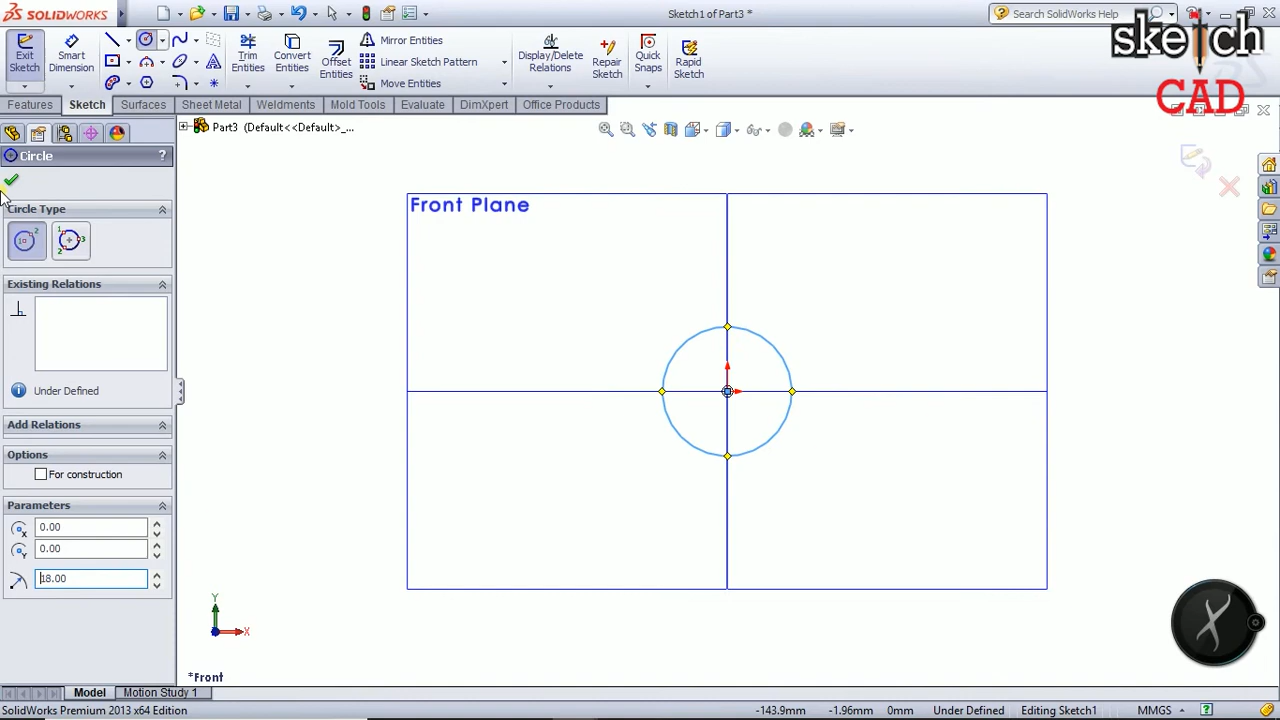 SOLIDWORKS
Sketch1 of Part3 *
Search SolidWorks Help
sketch
CAD
Exit
Sketch
Smart
Dimension
Trim
Entities
Convert
Entities
Offset
Entities
Mirror Entities
Linear Sketch Pattern
Move Entities
Display/Delete
Relations
Repair
Sketch
Quick
Snaps
Rapid
Sketch
Features
Sketch
Surfaces
Sheet Metal
Weldments
Mold Tools
Evaluate
DimXpert
Office Products
Part3 (Default<<Default>_...
Circle
?
Circle Type
Existing Relations
Under Defined
Add Relations
Options
For construction
Parameters
0.00
0.00
18.00
Front Plane
Y
X
*Front
Model
Motion Study 1
SolidWorks Premium 2013 x64 Edition
-143.9mm
-1.96mm
0mm
Under Defined
Editing Sketch1
MMGS
?